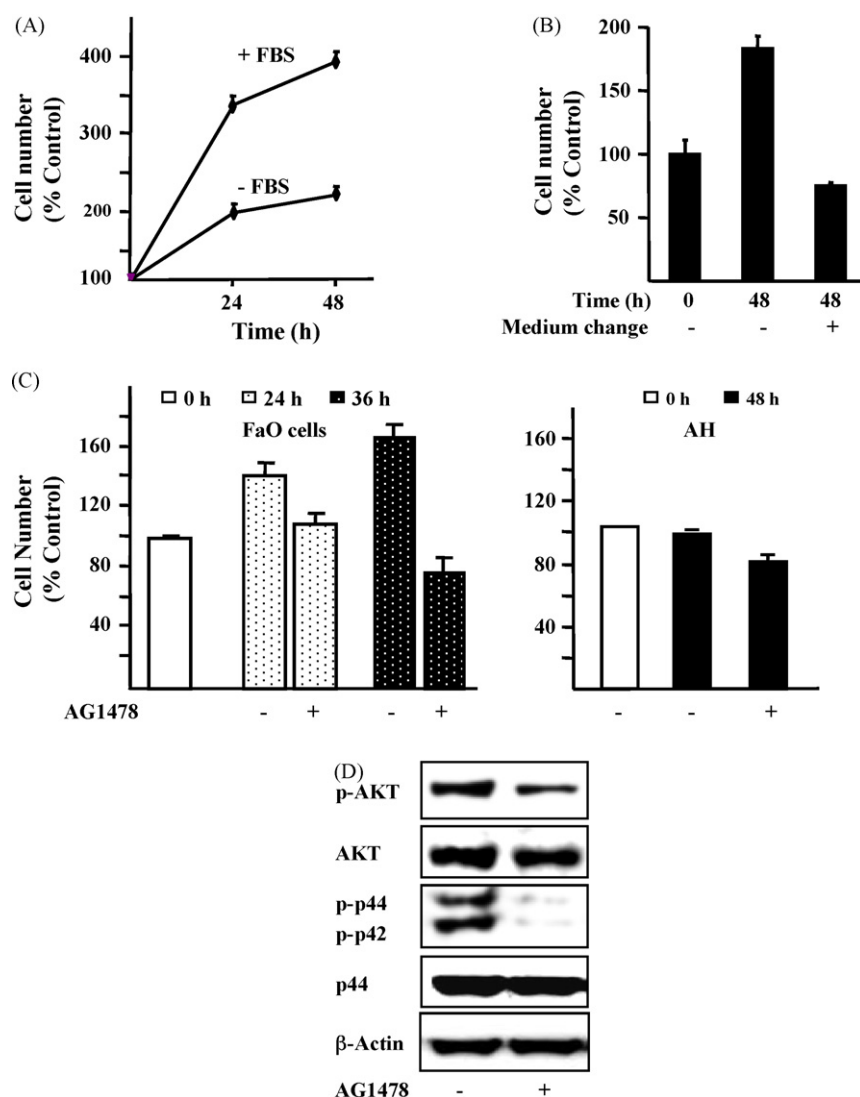 (A)
400
300
200
100
Cell number
(% Control)
+ FBS
- FBS
24 48
Time (h)
(B)
200
150
100
50
Cell number
(% Control)
Time (h) 0 48 48
Medium change - - +
(C)
0 h 24 h 36 h
FaO cells
160
120
80
40
Cell Number
(% Control)
AG1478 - + - +
0 h 48 h
AH
160
100
80
40
- - +
(D)
p-AKT
AKT
p-p44
p-p42
p44
β-Actin
AG1478 - +